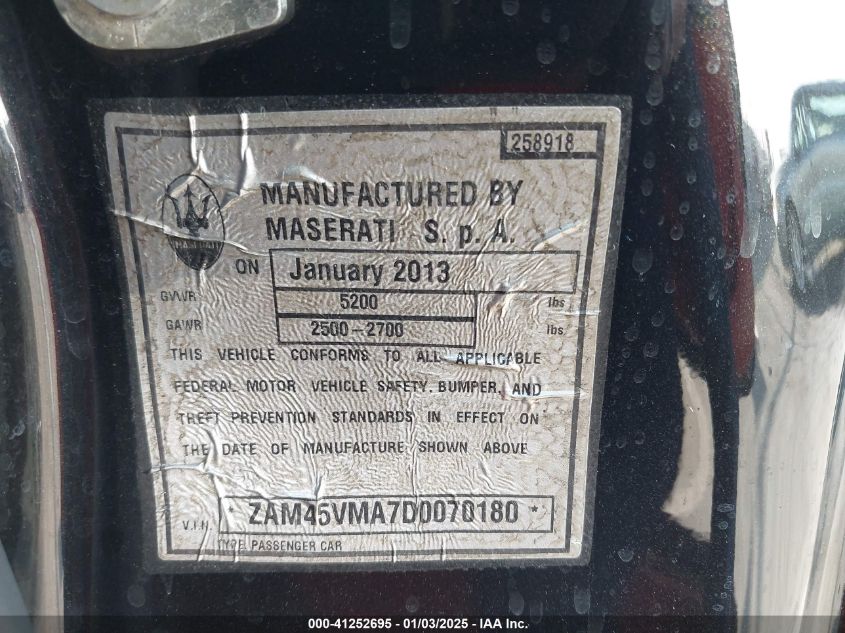 258918
MANUFACTURED BY
MASERATI S. p. A.
MASERATI
ON January 2013
GVWR 5200 lbs
GAWR 2500-2700 lbs
THIS VEHICLE CONFORMS TO ALL APPLICABLE
FEDERAL MOTOR VEHICLE SAFETY, BUMPER, AND
THEFT PREVENTION STANDARDS IN EFFECT ON
THE DATE OF MANUFACTURE SHOWN ABOVE
V.I.N. * ZAM45VMA7D0070180 *
TYPE: PASSENGER CAR
000-41252695 - 01/03/2025 - IAA Inc.